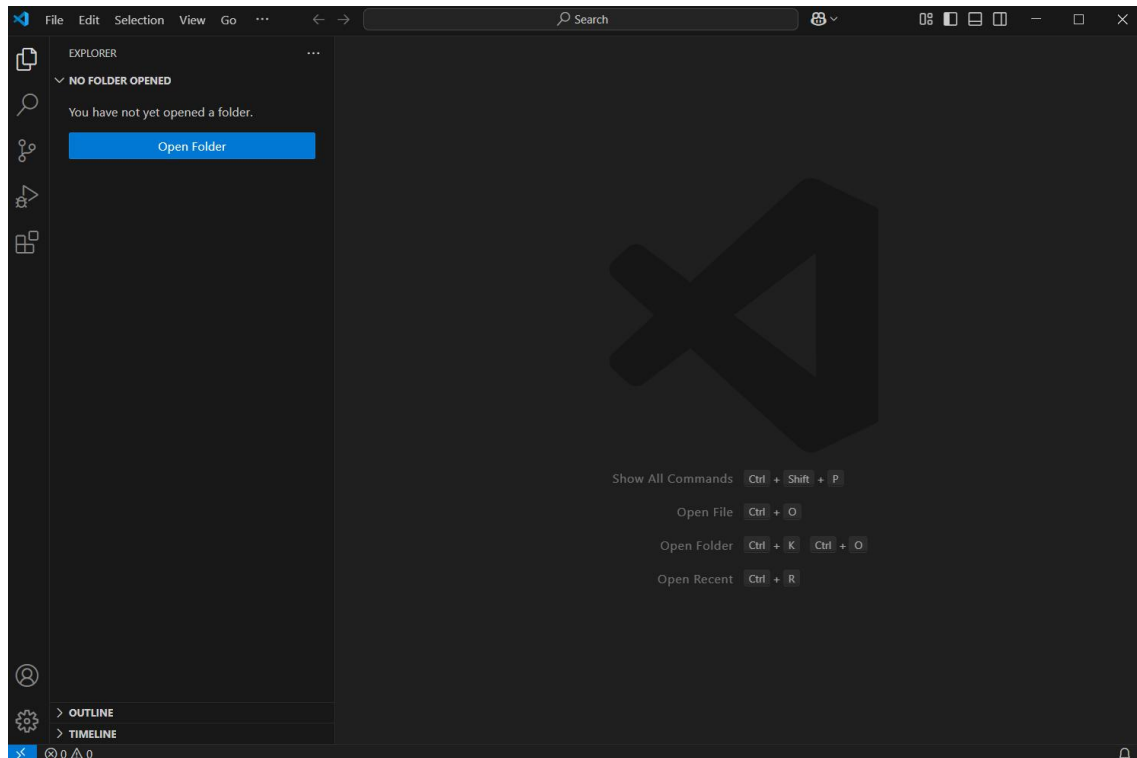 File Edit Selection View Go ··· Search
EXPLORER ···
NO FOLDER OPENED
You have not yet opened a folder.
Open Folder
Show All Commands Ctrl + Shift + P
Open File Ctrl + O
Open Folder Ctrl + K Ctrl + O
Open Recent Ctrl + R
OUTLINE
TIMELINE
0 0